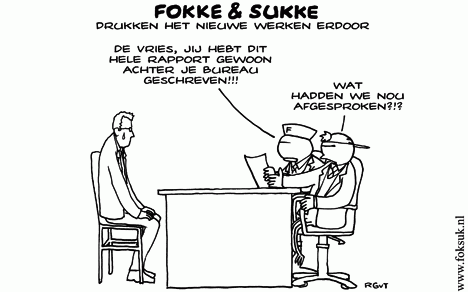 FOKKE & SUKKE
DRUKKEN HET NIEUWE WERKEN ERDOOR
DE VRIES, JIJ HEBT DIT
HELE RAPPORT GEWOON
ACHTER JE BUREAU
GESCHREVEN!!!
WAT
HADDEN WE NOU
AFGESPROKEN?!?
F
RGvT
www.foksuk.nl